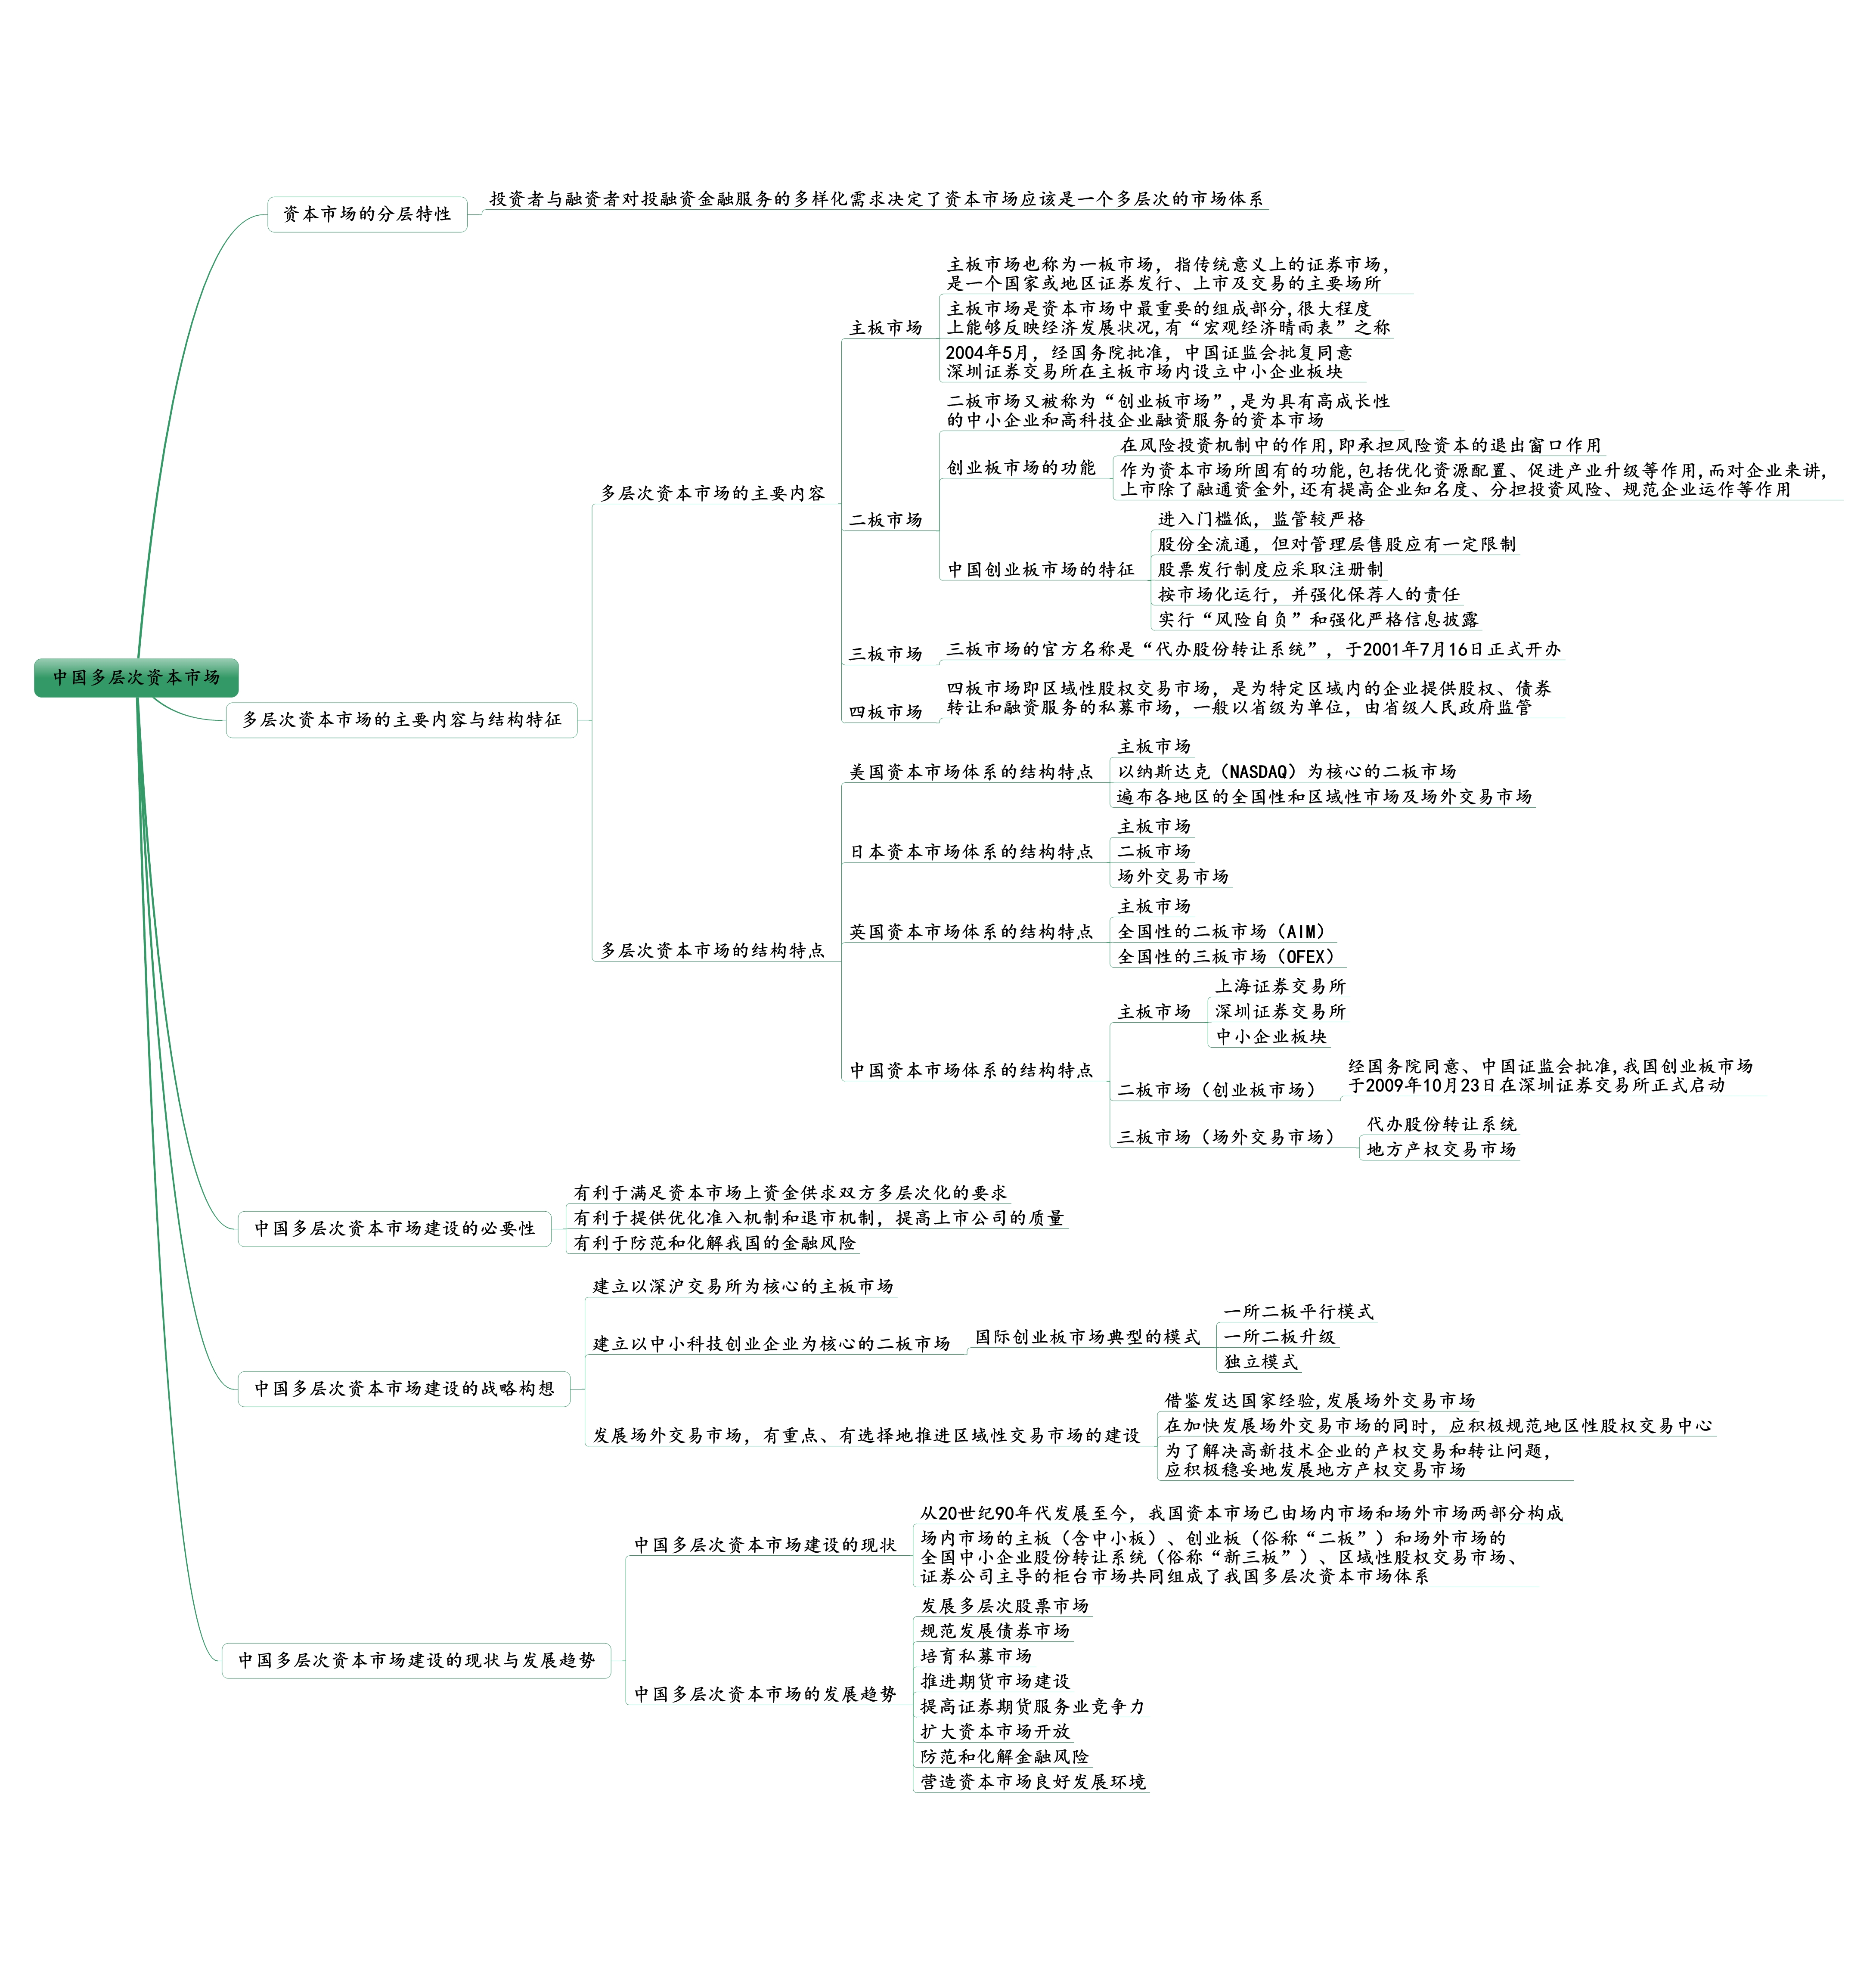 中国多层次资本市场
资本市场的分层特性
投资者与融资者对投融资金融服务的多样化需求决定了资本市场应该是一个多层次的市场体系
多层次资本市场的主要内容与结构特征
多层次资本市场的主要内容
主板市场
主板市场也称为一板市场，指传统意义上的证券市场，
是一个国家或地区证券发行、上市及交易的主要场所
主板市场是资本市场中最重要的组成部分,很大程度
上能够反映经济发展状况,有“宏观经济晴雨表”之称
2004年5月，经国务院批准，中国证监会批复同意
深圳证券交易所在主板市场内设立中小企业板块
二板市场
二板市场又被称为“创业板市场”,是为具有高成长性
的中小企业和高科技企业融资服务的资本市场
创业板市场的功能
在风险投资机制中的作用,即承担风险资本的退出窗口作用
作为资本市场所固有的功能,包括优化资源配置、促进产业升级等作用,而对企业来讲,
上市除了融通资金外,还有提高企业知名度、分担投资风险、规范企业运作等作用
中国创业板市场的特征
进入门槛低，监管较严格
股份全流通，但对管理层售股应有一定限制
股票发行制度应采取注册制
按市场化运行，并强化保荐人的责任
实行“风险自负”和强化严格信息披露
三板市场
三板市场的官方名称是“代办股份转让系统”，于2001年7月16日正式开办
四板市场
四板市场即区域性股权交易市场，是为特定区域内的企业提供股权、债券
转让和融资服务的私募市场，一般以省级为单位，由省级人民政府监管
多层次资本市场的结构特点
美国资本市场体系的结构特点
主板市场
以纳斯达克（NASDAQ）为核心的二板市场
遍布各地区的全国性和区域性市场及场外交易市场
日本资本市场体系的结构特点
主板市场
二板市场
场外交易市场
英国资本市场体系的结构特点
主板市场
全国性的二板市场（AIM）
全国性的三板市场（OFEX）
中国资本市场体系的结构特点
主板市场
上海证券交易所
深圳证券交易所
中小企业板块
二板市场（创业板市场）
经国务院同意、中国证监会批准,我国创业板市场
于2009年10月23日在深圳证券交易所正式启动
三板市场（场外交易市场）
代办股份转让系统
地方产权交易市场
中国多层次资本市场建设的必要性
有利于满足资本市场上资金供求双方多层次化的要求
有利于提供优化准入机制和退市机制，提高上市公司的质量
有利于防范和化解我国的金融风险
中国多层次资本市场建设的战略构想
建立以深沪交易所为核心的主板市场
建立以中小科技创业企业为核心的二板市场
国际创业板市场典型的模式
一所二板平行模式
一所二板升级
独立模式
发展场外交易市场，有重点、有选择地推进区域性交易市场的建设
借鉴发达国家经验,发展场外交易市场
在加快发展场外交易市场的同时，应积极规范地区性股权交易中心
为了解决高新技术企业的产权交易和转让问题，
应积极稳妥地发展地方产权交易市场
中国多层次资本市场建设的现状与发展趋势
中国多层次资本市场建设的现状
从20世纪90年代发展至今，我国资本市场已由场内市场和场外市场两部分构成
场内市场的主板（含中小板）、创业板（俗称“二板”）和场外市场的
全国中小企业股份转让系统（俗称“新三板”）、区域性股权交易市场、
证券公司主导的柜台市场共同组成了我国多层次资本市场体系
中国多层次资本市场的发展趋势
发展多层次股票市场
规范发展债券市场
培育私募市场
推进期货市场建设
提高证券期货服务业竞争力
扩大资本市场开放
防范和化解金融风险
营造资本市场良好发展环境